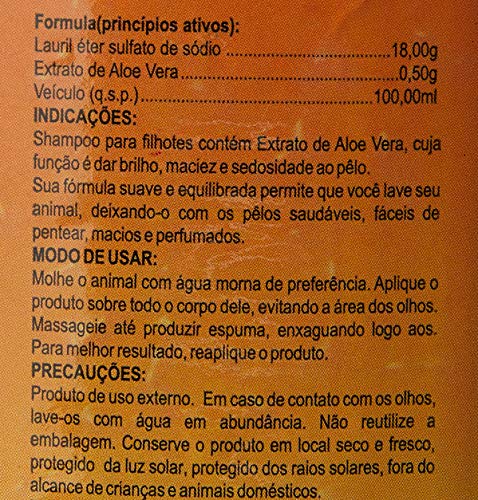 Formula(princípios ativos):
Lauril éter sulfato de sódio ............................18,00g
Extrato de Aloe Vera ....................................0,50g
Veículo (q.s.p.)........................................100,00ml
INDICAÇÕES:
Shampoo para filhotes contém Extrato de Aloe Vera, cuja
função é dar brilho, maciez e sedosidade ao pêlo.
Sua fórmula suave e equilibrada permite que você lave seu
animal, deixando-o com os pêlos saudáveis, fáceis de
pentear, macios e perfumados.
MODO DE USAR:
Molhe o animal com água morna de preferência. Aplique o
produto sobre todo o corpo dele, evitando a área dos olhos.
Massageie até produzir espuma, enxaguando logo aos.
Para melhor resultado, reaplique o produto.
PRECAUÇÕES:
Produto de uso externo. Em caso de contato com os olhos,
lave-os com água em abundância. Não reutilize a
embalagem. Conserve o produto em local seco e fresco,
protegido da luz solar, protegido dos raios solares, fora do
alcance de crianças e animais domésticos.